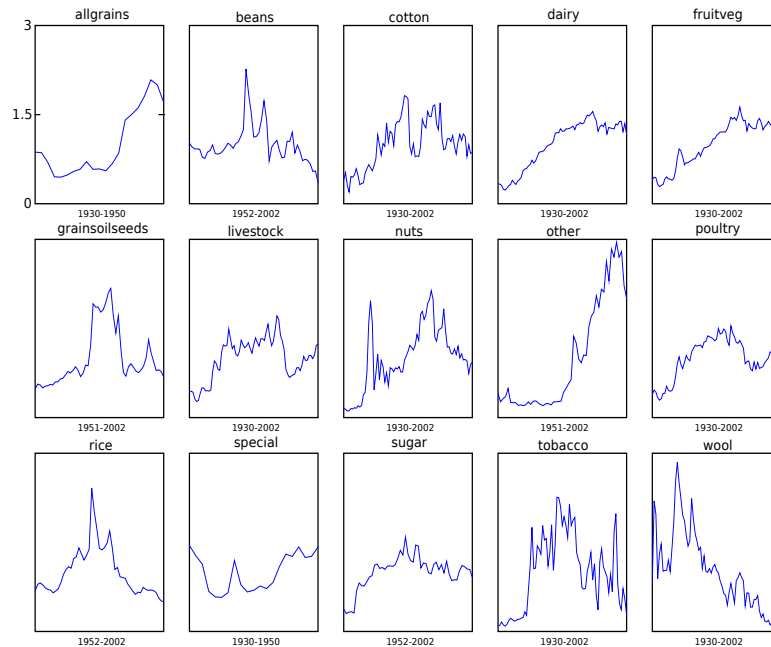 allgrains beans cotton dairy fruitveg
3
1.5
0
1930-1950 1952-2002 1930-2002 1930-2002 1930-2002
grainsoilseeds livestock nuts other poultry
1951-2002 1930-2002 1930-2002 1951-2002 1930-2002
rice special sugar tobacco wool
1952-2002 1930-1950 1952-2002 1930-2002 1930-2002